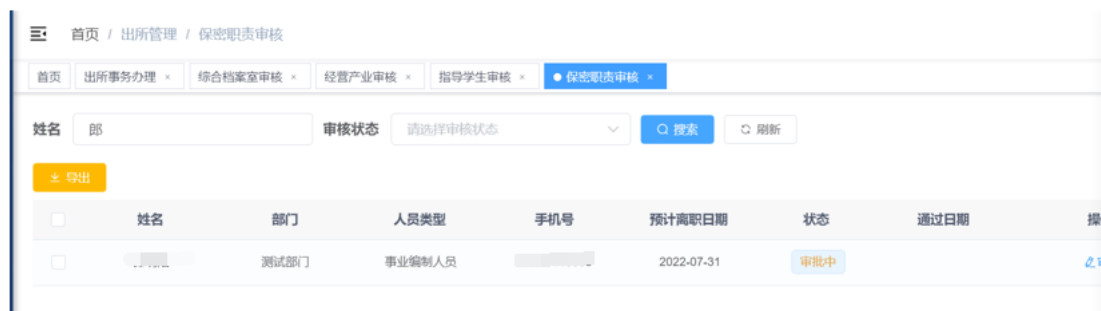 首页 / 出所管理 / 保密职责审核
首页 出所事务办理 × 综合档案室审核 × 经营产业审核 × 指导学生审核 × 保密职责审核 ×
姓名 郎 审核状态 请选择审核状态 搜索 刷新
导出
姓名 部门 人员类型 手机号 预计离职日期 状态 通过日期 操
测试部门 事业编制人员 2022-07-31 审批中